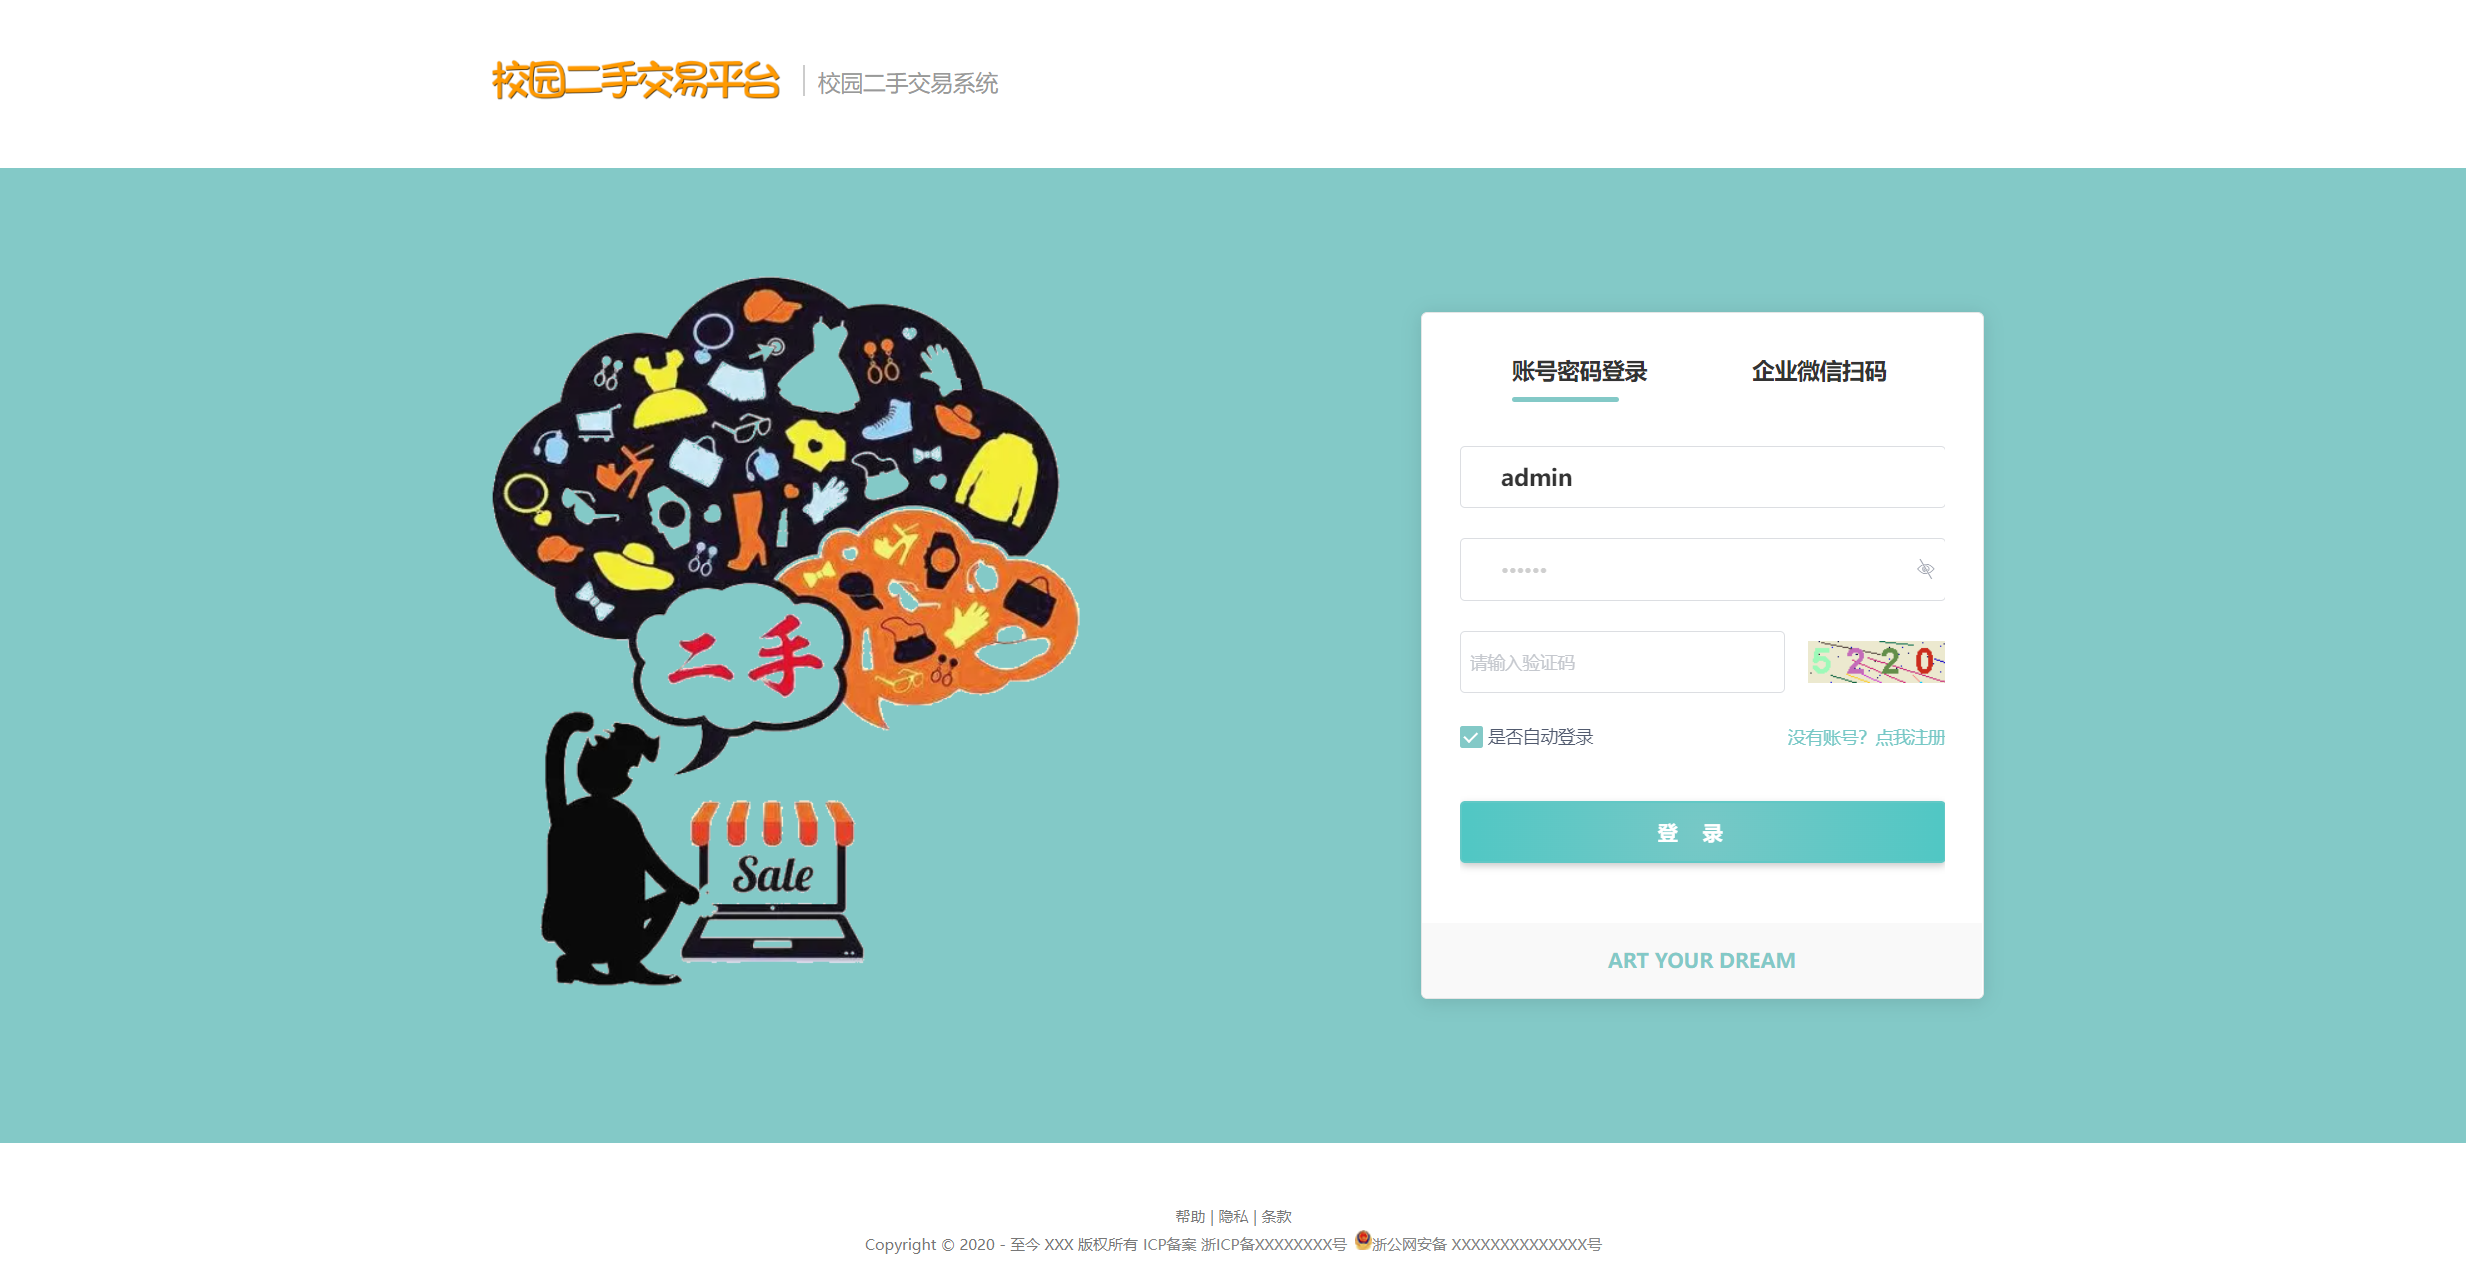 校园二手交易平台 校园二手交易系统
二手
Sale
账号密码登录 企业微信扫码
admin
••••••
请输入验证码 5220
是否自动登录 没有账号？点我注册
登 录
ART YOUR DREAM
帮助 | 隐私 | 条款
Copyright © 2020 - 至今 XXX 版权所有 ICP备案 浙ICP备XXXXXXXX号 浙公网安备 XXXXXXXXXXXXXX号